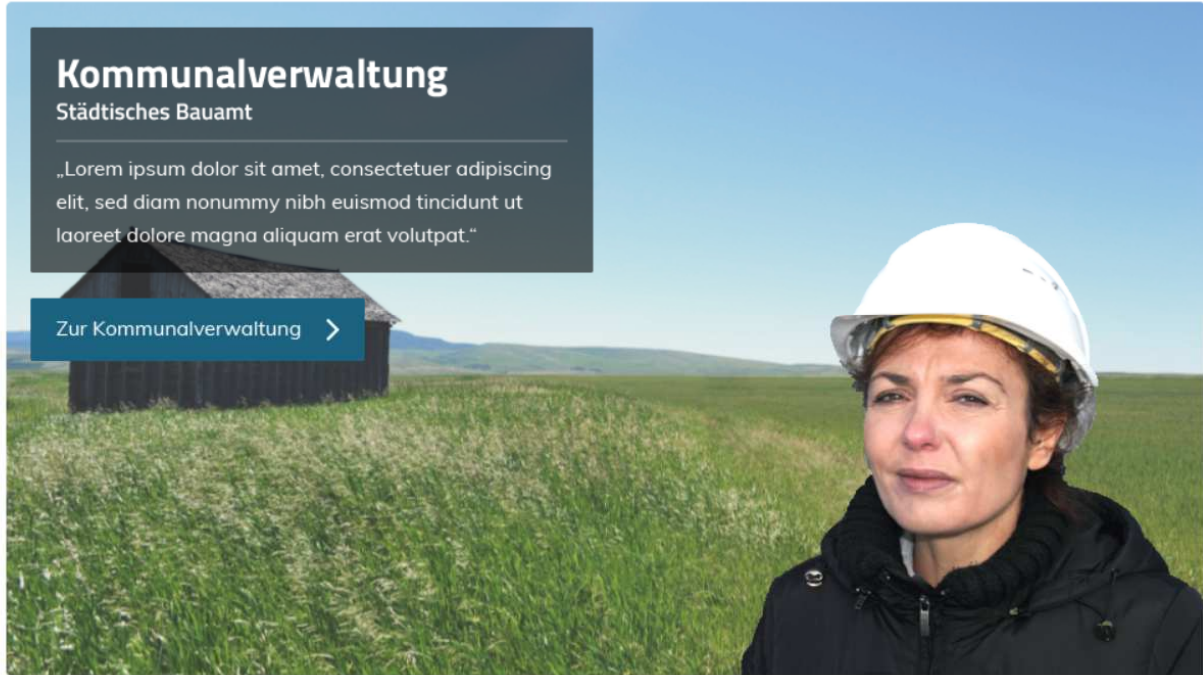 Kommunalverwaltung
Städtisches Bauamt
„Lorem ipsum dolor sit amet, consectetuer adipiscing
elit, sed diam nonummy nibh euismod tincidunt ut
laoreet dolore magna aliquam erat volutpat.“
Zur Kommunalverwaltung